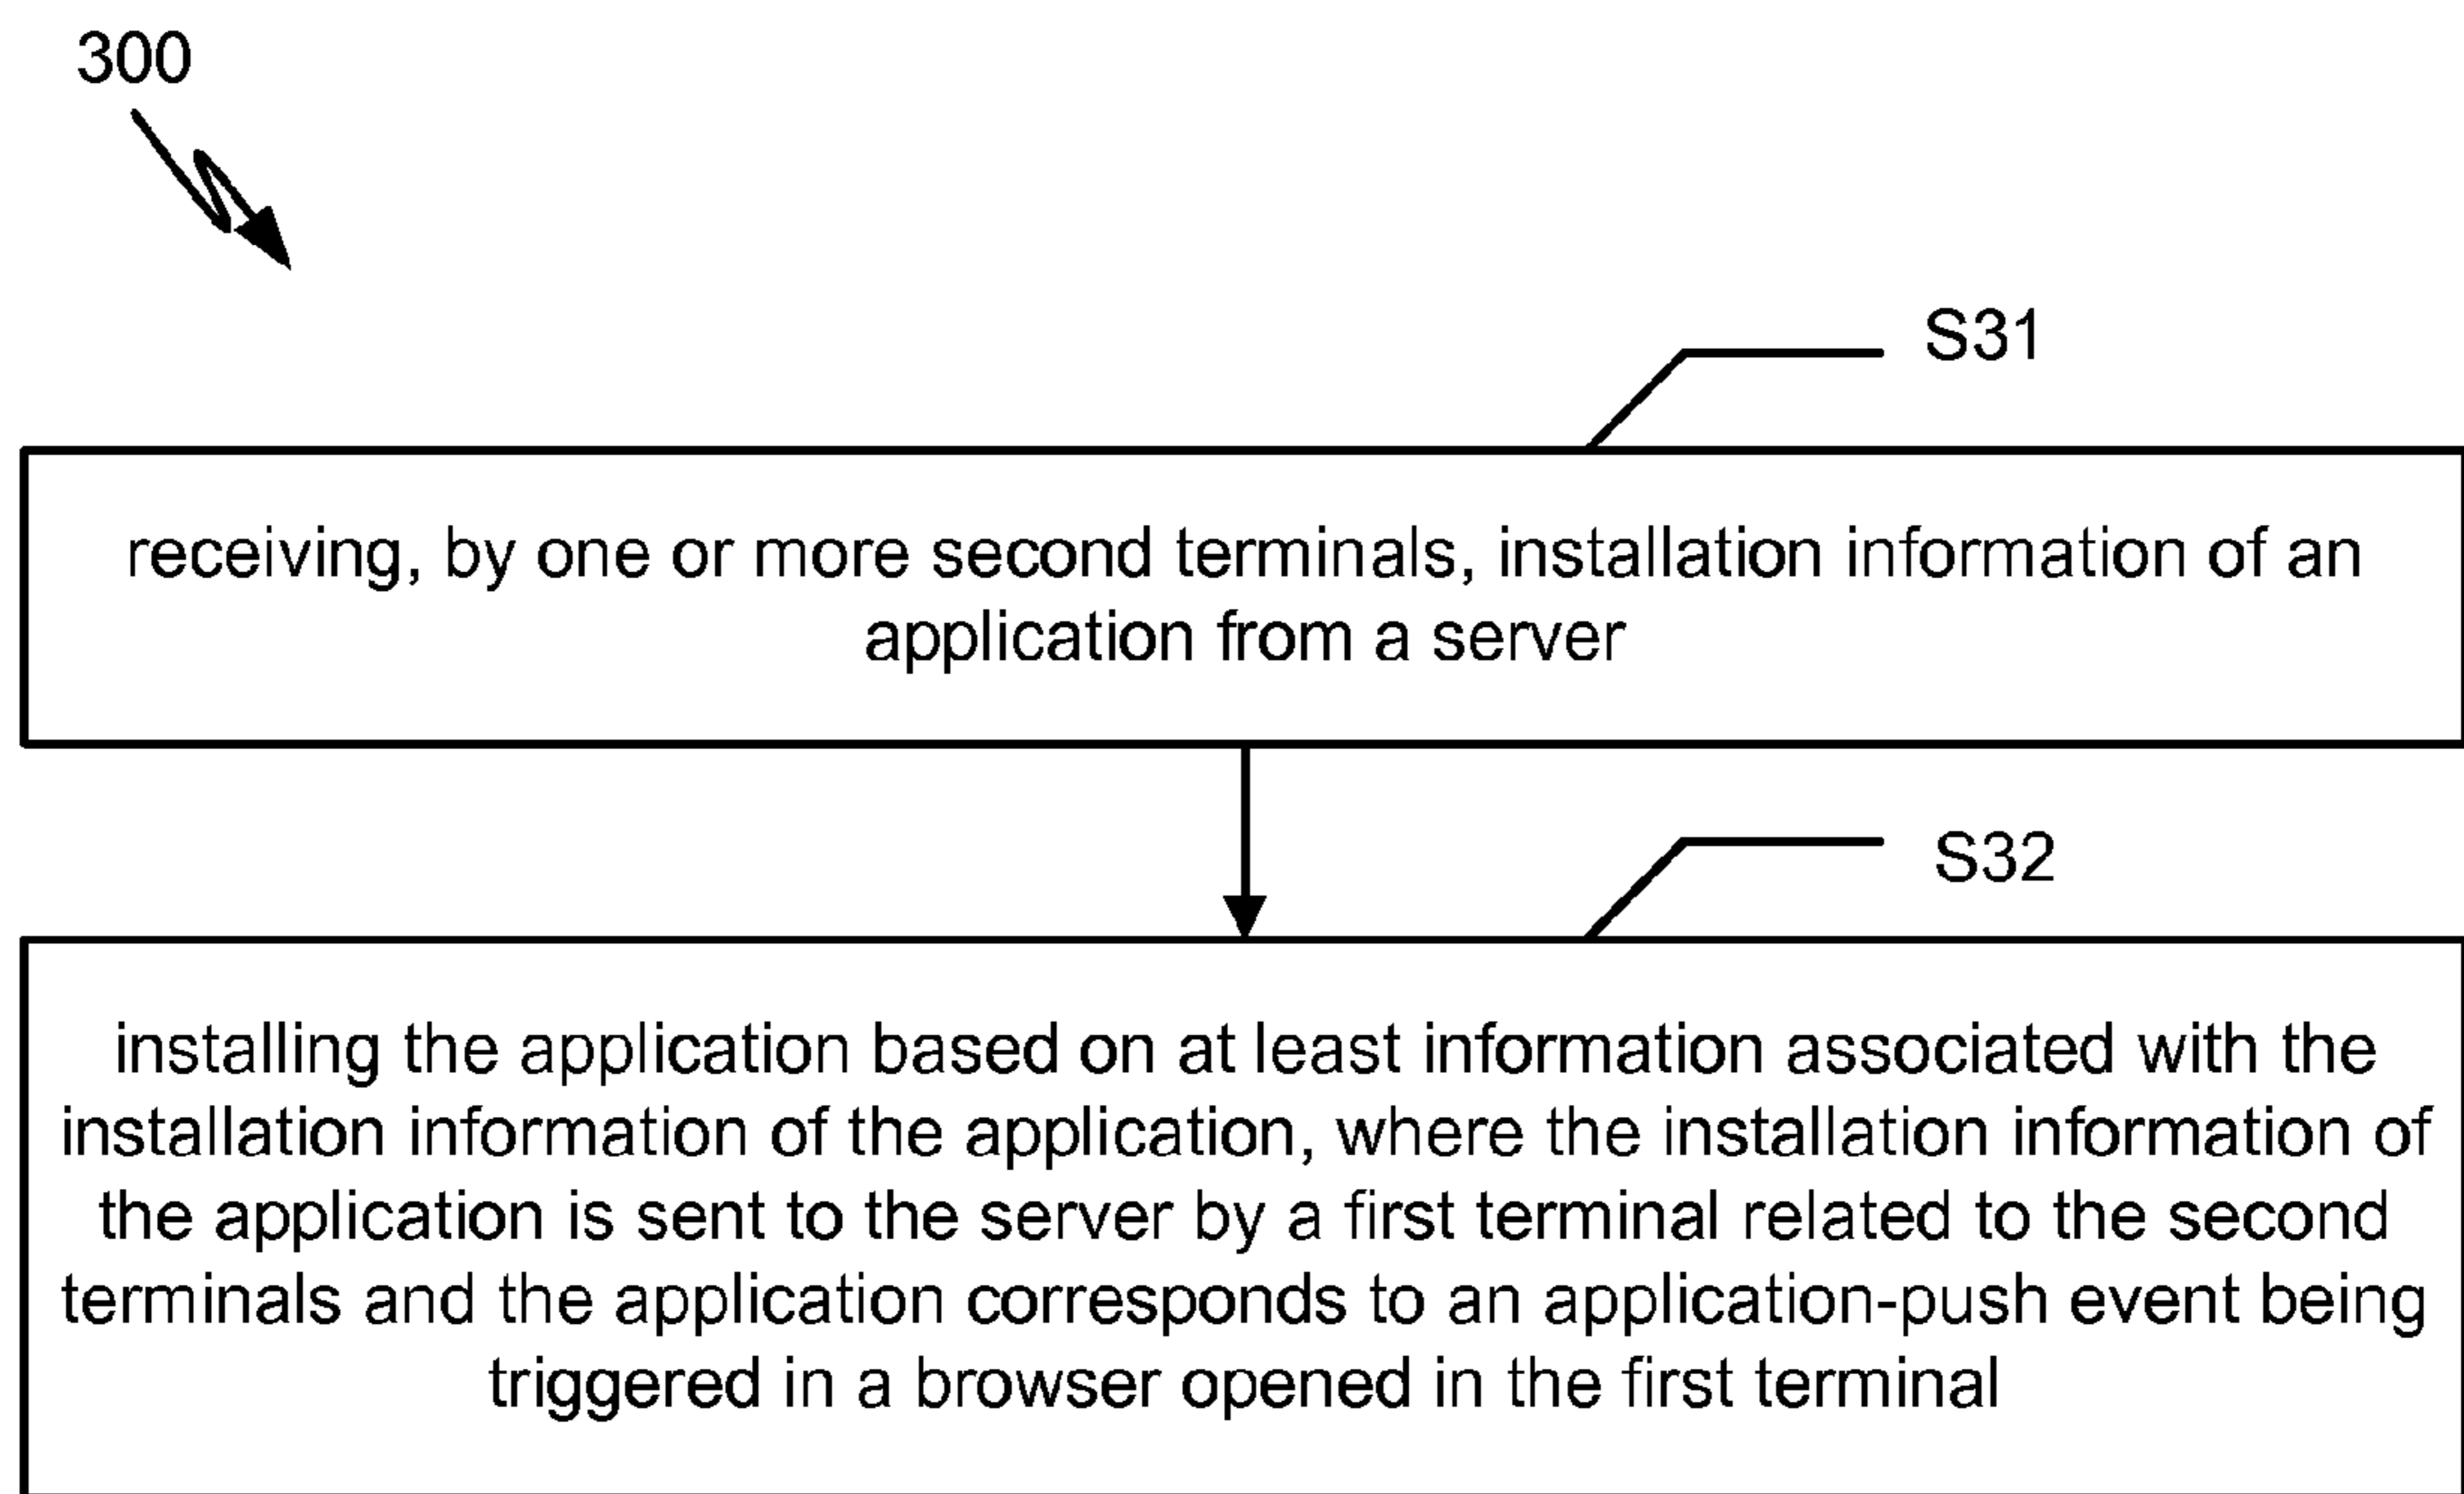 300
S31
receiving, by one or more second terminals, installation information of an
application from a server
S32
installing the application based on at least information associated with the
installation information of the application, where the installation information of
the application is sent to the server by a first terminal related to the second
terminals and the application corresponds to an application-push event being
triggered in a browser opened in the first terminal